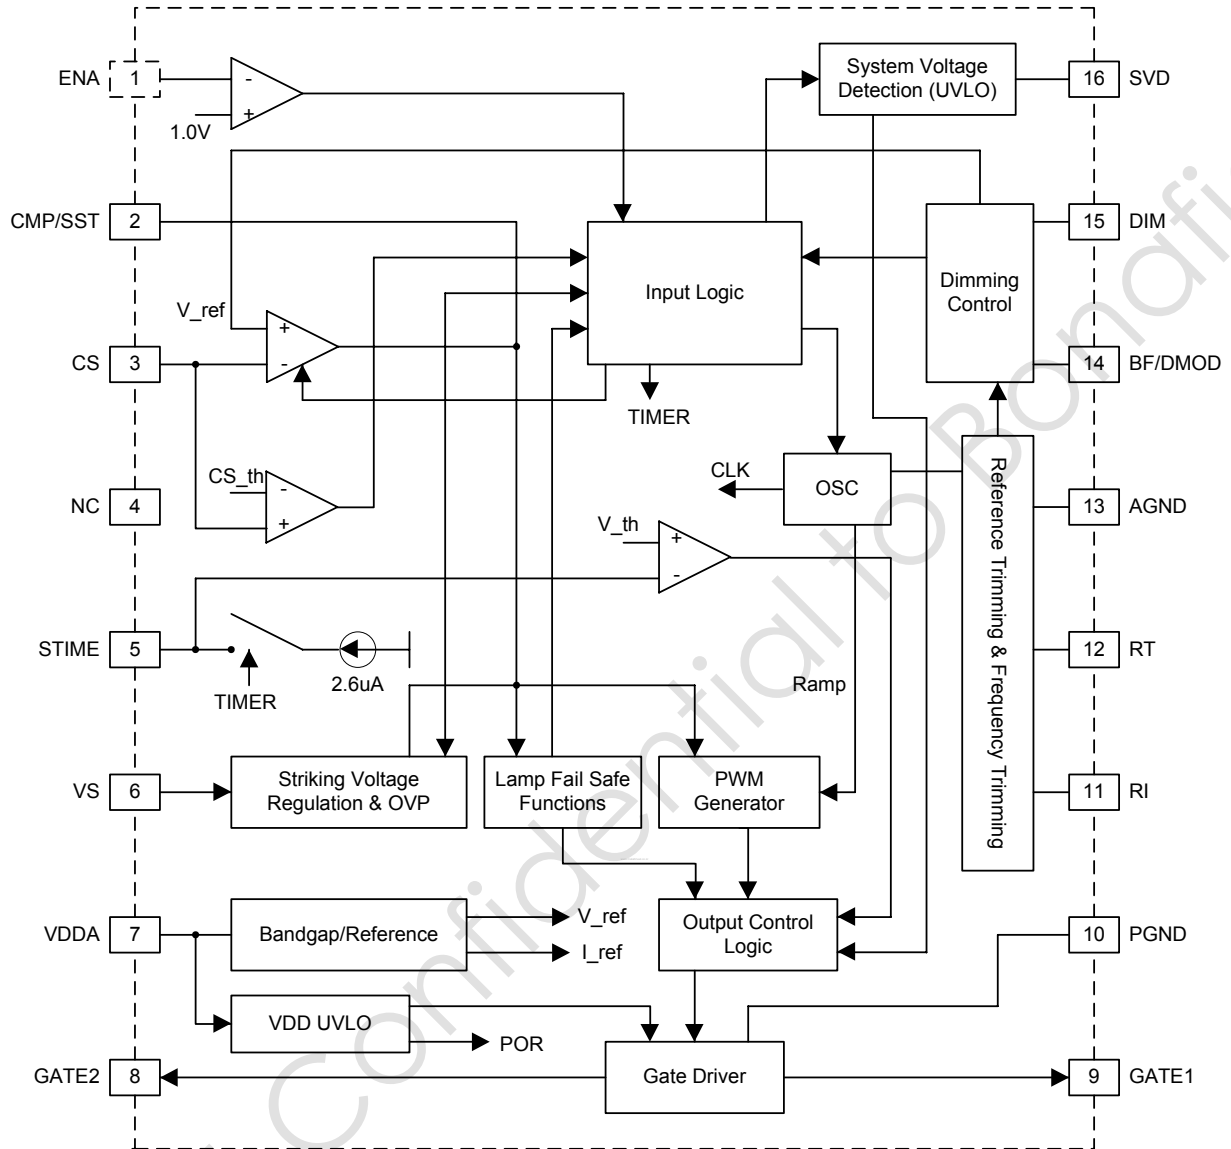 ENA
1
-
+
1.0V
System Voltage
Detection (UVLO)
16
SVD
CMP/SST
2
Input Logic
Dimming
Control
15
DIM
V_ref
+
-
CS
3
14
BF/DMOD
TIMER
CS_th
-
+
NC
4
CLK
OSC
Reference Trimming & Frequency Trimming
13
AGND
V_th
+
-
STIME
5
TIMER
2.6uA
Ramp
12
RT
VS
6
Striking Voltage
Regulation & OVP
Lamp Fail Safe
Functions
PWM
Generator
11
RI
VDDA
7
Bandgap/Reference
V_ref
I_ref
Output Control
Logic
10
PGND
VDD UVLO
POR
GATE2
8
Gate Driver
9
GATE1
Confidential to Bonafi